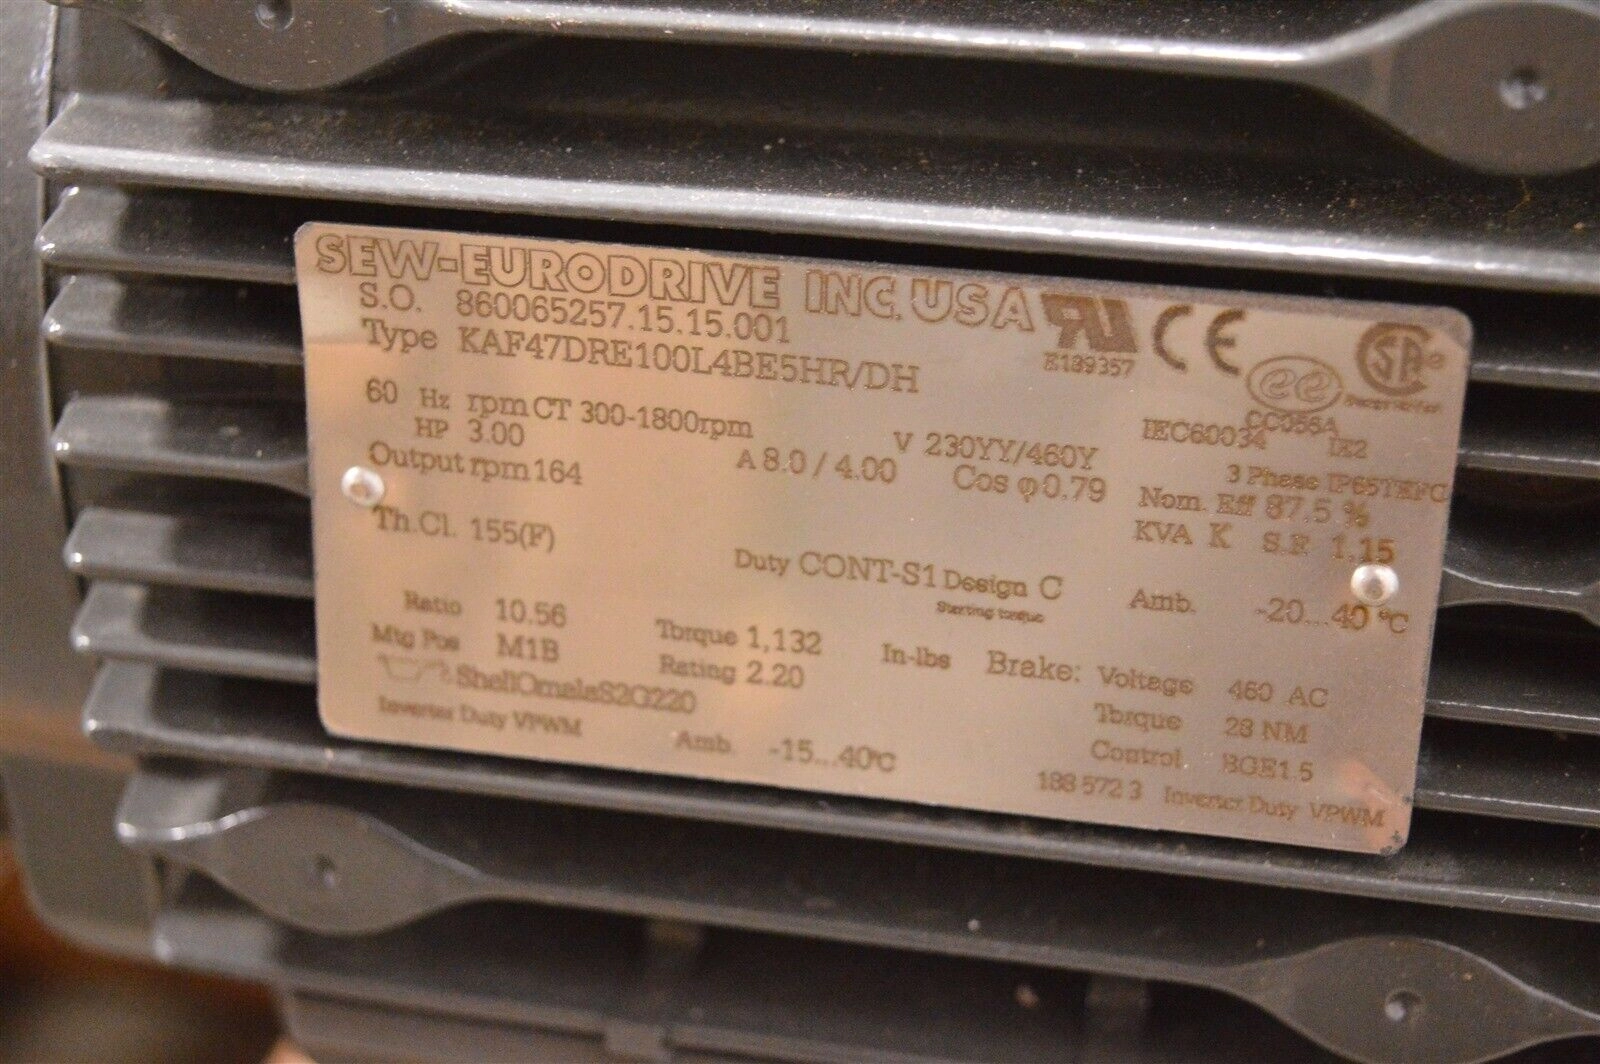 SEW-EURODRIVE INC. USA
S.O. 860065257.15.15.001
Type KAF47DRE100L4BE5HR/DH
E189357
CE
SA
ee
CC056A
60 Hz rpm CT 300-1800rpm V 230YY/460Y IEC60034 IE2
HP 3.00 A 8.0 / 4.00 Cos φ 0.79 3 Phase IP65TEFC
Output rpm 164 Nom. Eff 87.5 %
KVA K S.F. 1.15
Th.Cl. 155(F) Duty CONT-S1 Design C Amb. -20...40 °C
Starting torque
Ratio 10.56 Torque 1,132 In-lbs Brake: Voltage 460 AC
Mtg Pos M1B Rating 2.20 Torque 28 NM
ShellOmalaS2G220 Control BGE1.5
Inverter Duty VPWM Amb. -15...40°C 188 572 3 Inverter Duty VPWM